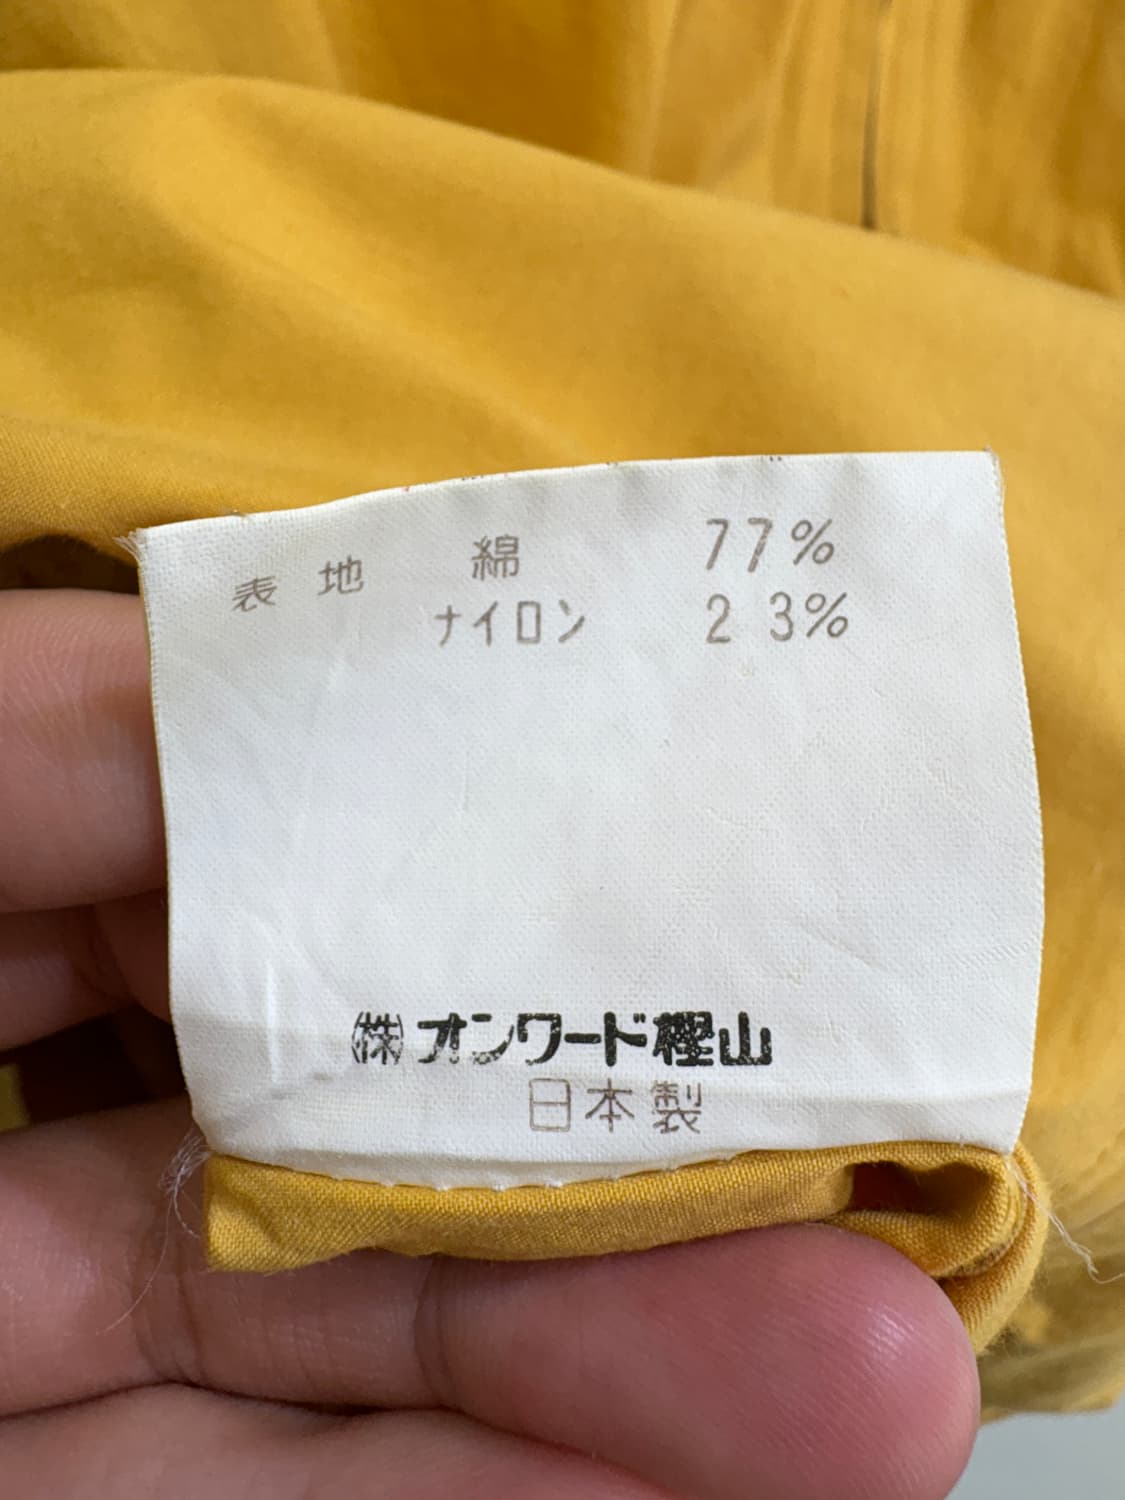 表地 綿 77%
ナイロン 23%
㈱オンワード樫山
日本製